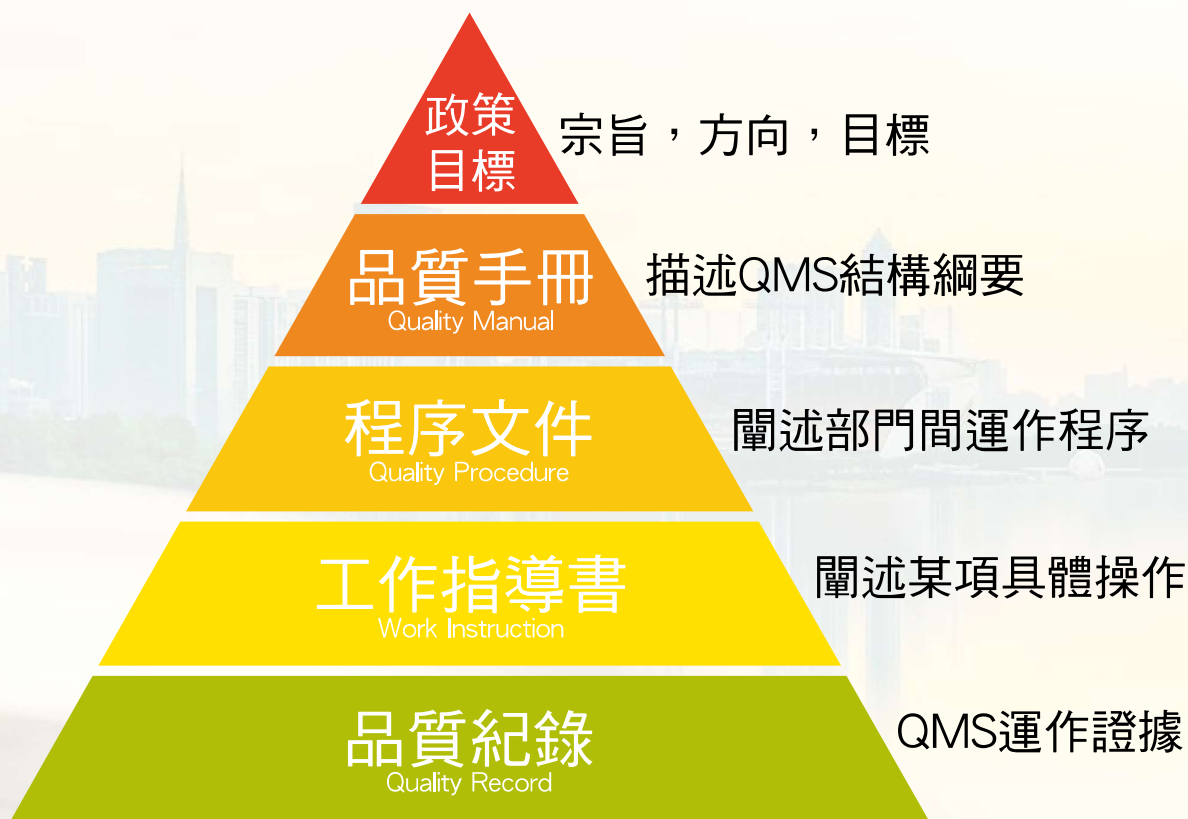 政策
目標
宗旨，方向，目標
品質手冊
Quality Manual
描述QMS結構綱要
程序文件
Quality Procedure
闡述部門間運作程序
工作指導書
Work Instruction
闡述某項具體操作
品質紀錄
Quality Record
QMS運作證據